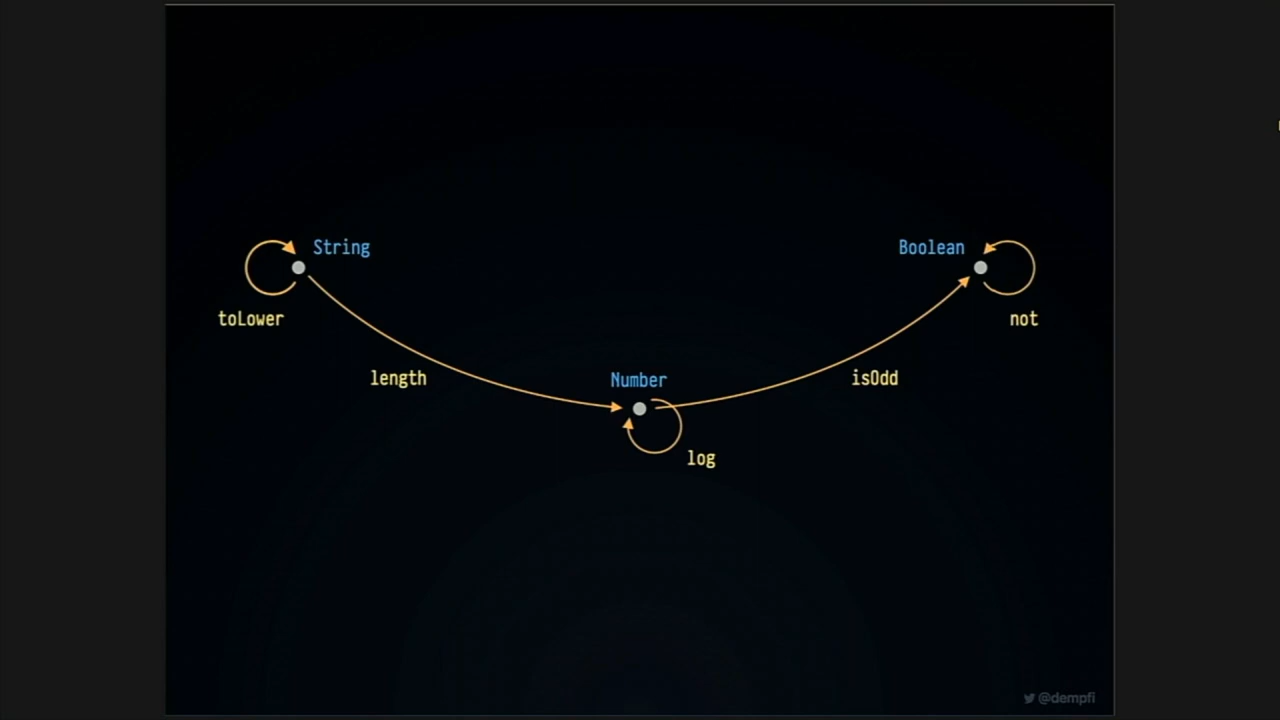 String
Boolean
toLower
not
length
Number
isOdd
log
@dempfi